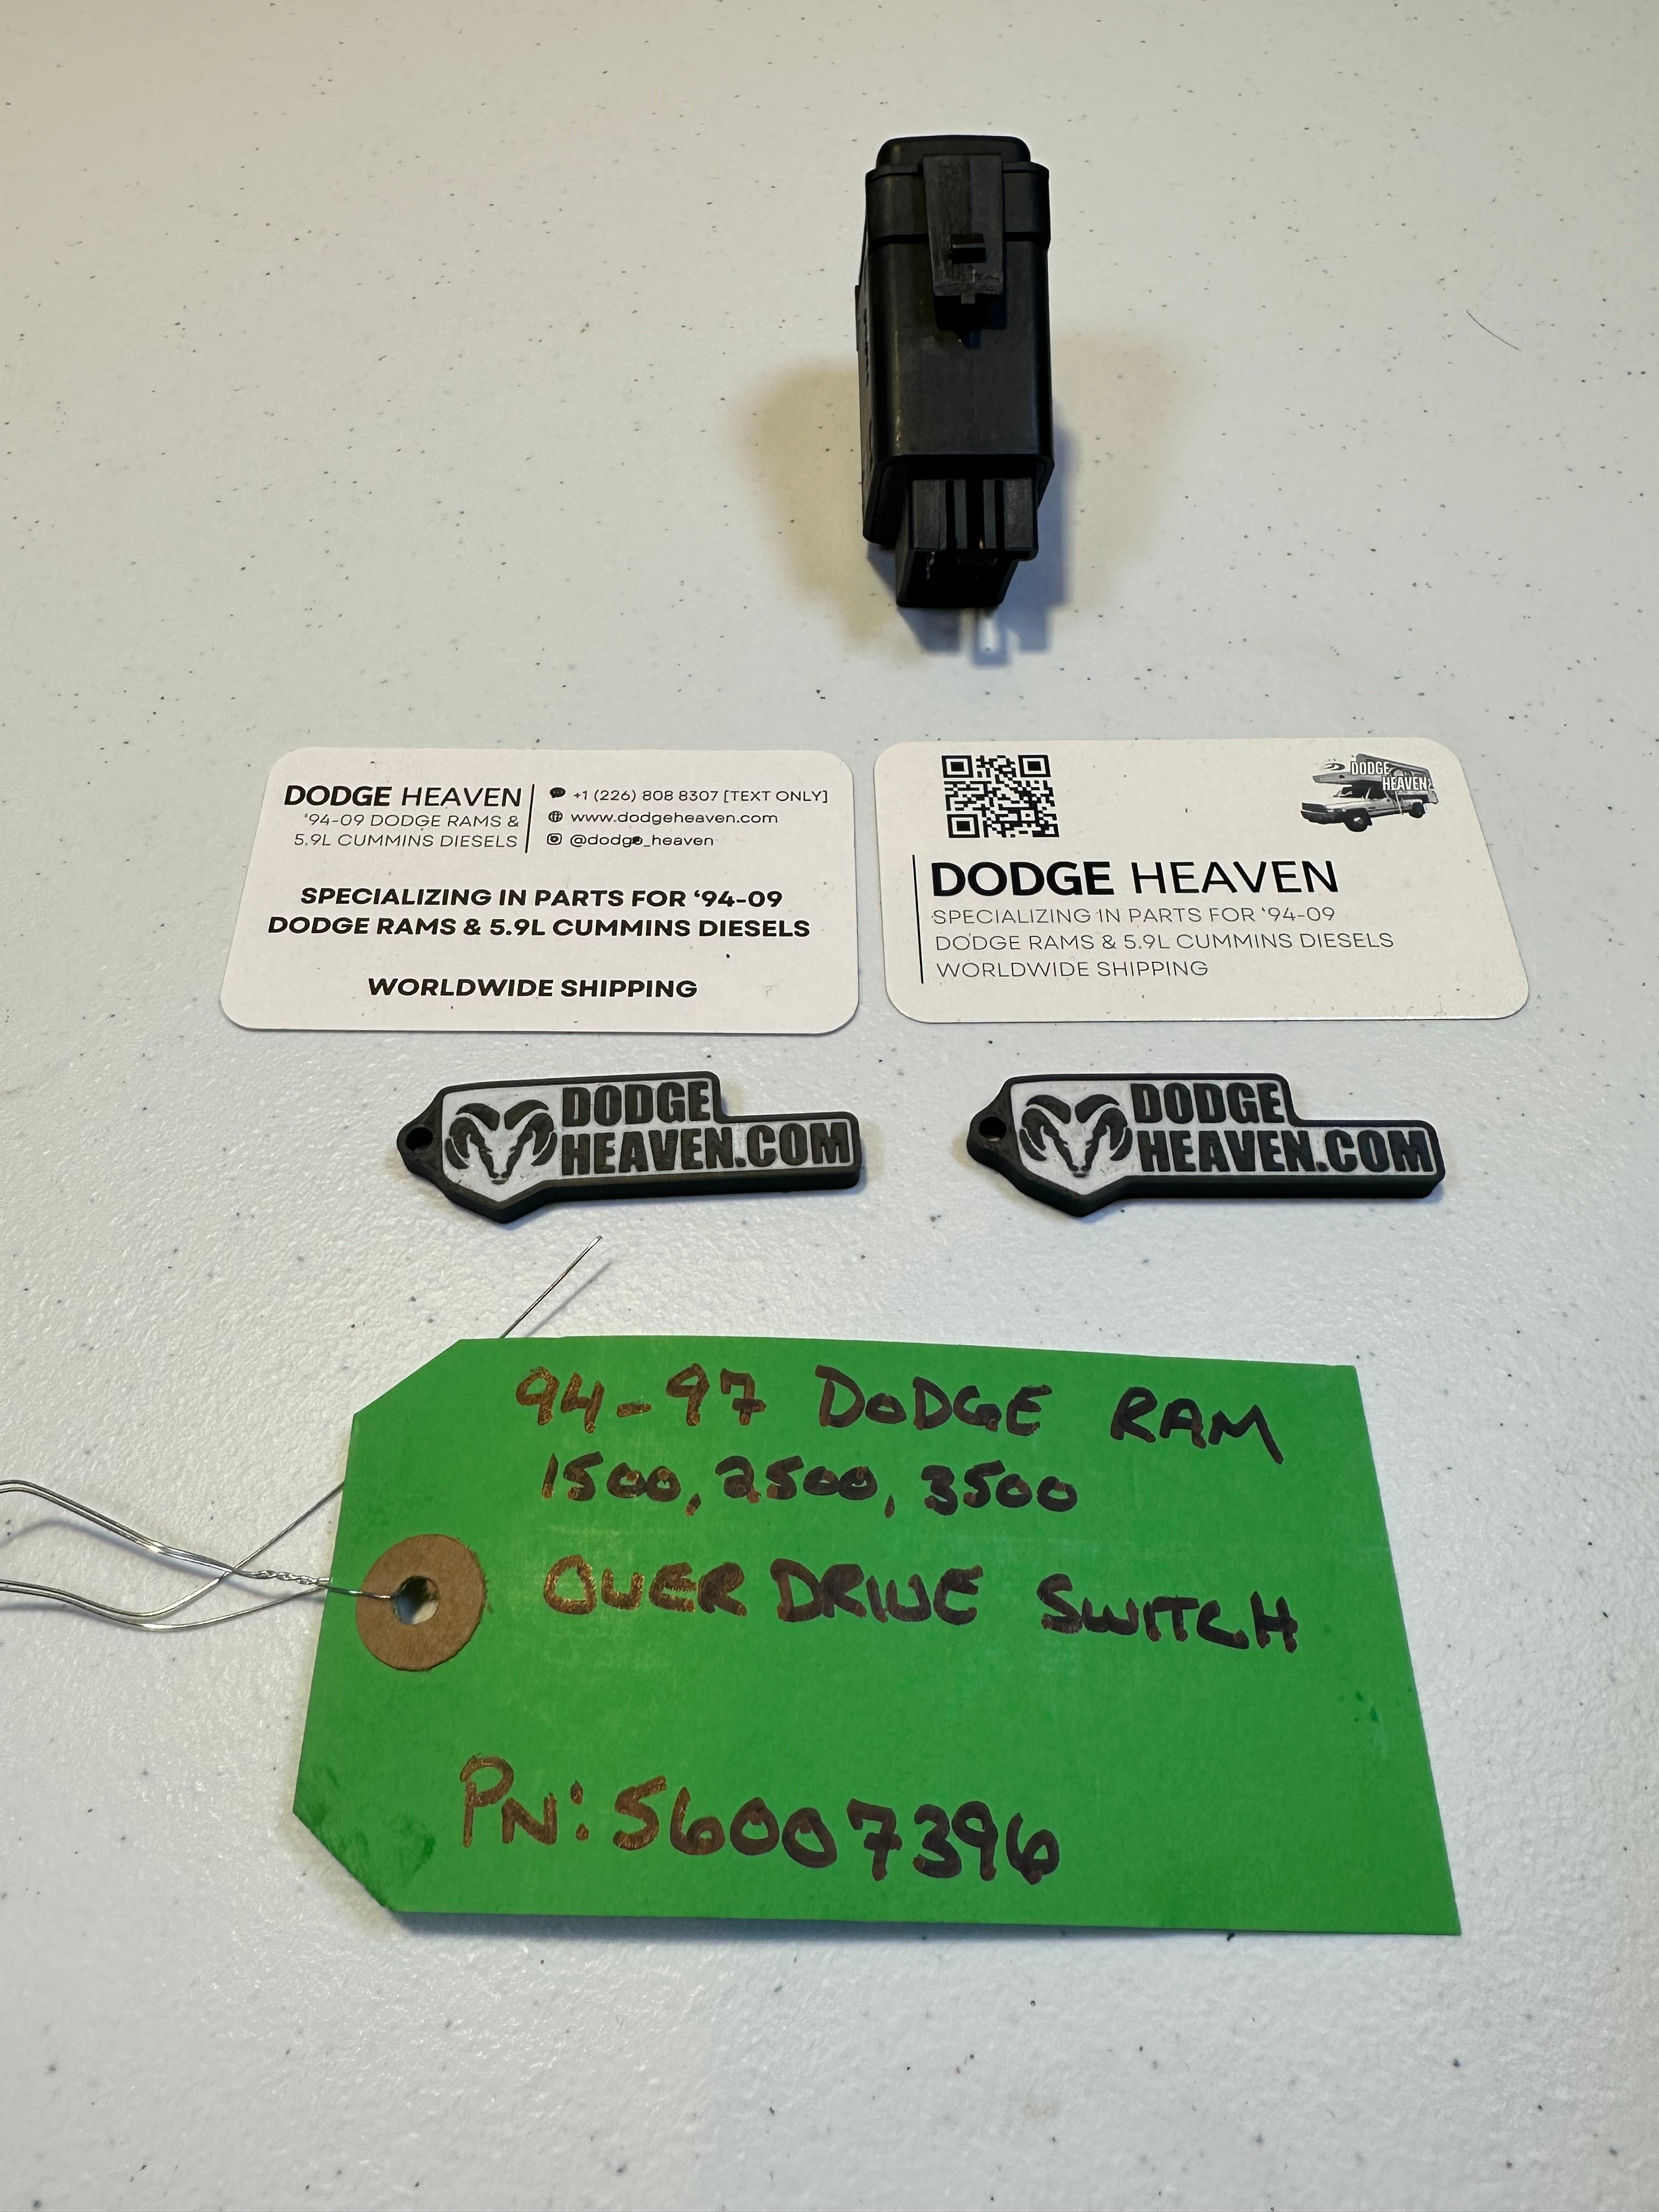 DODGE HEAVEN
'94-09 DODGE RAMS &
5.9L CUMMINS DIESELS
+1 (226) 808 8307 [TEXT ONLY]
www.dodgeheaven.com
@dodge_heaven
SPECIALIZING IN PARTS FOR '94-09
DODGE RAMS & 5.9L CUMMINS DIESELS
WORLDWIDE SHIPPING
DODGE
HEAVEN
DODGE HEAVEN
SPECIALIZING IN PARTS FOR '94-09
DODGE RAMS & 5.9L CUMMINS DIESELS
WORLDWIDE SHIPPING
DODGE
HEAVEN.COM
DODGE
HEAVEN.COM
94-97 DODGE RAM
1500, 2500, 3500
OVERDRIVE SWITCH
PN: 56007396